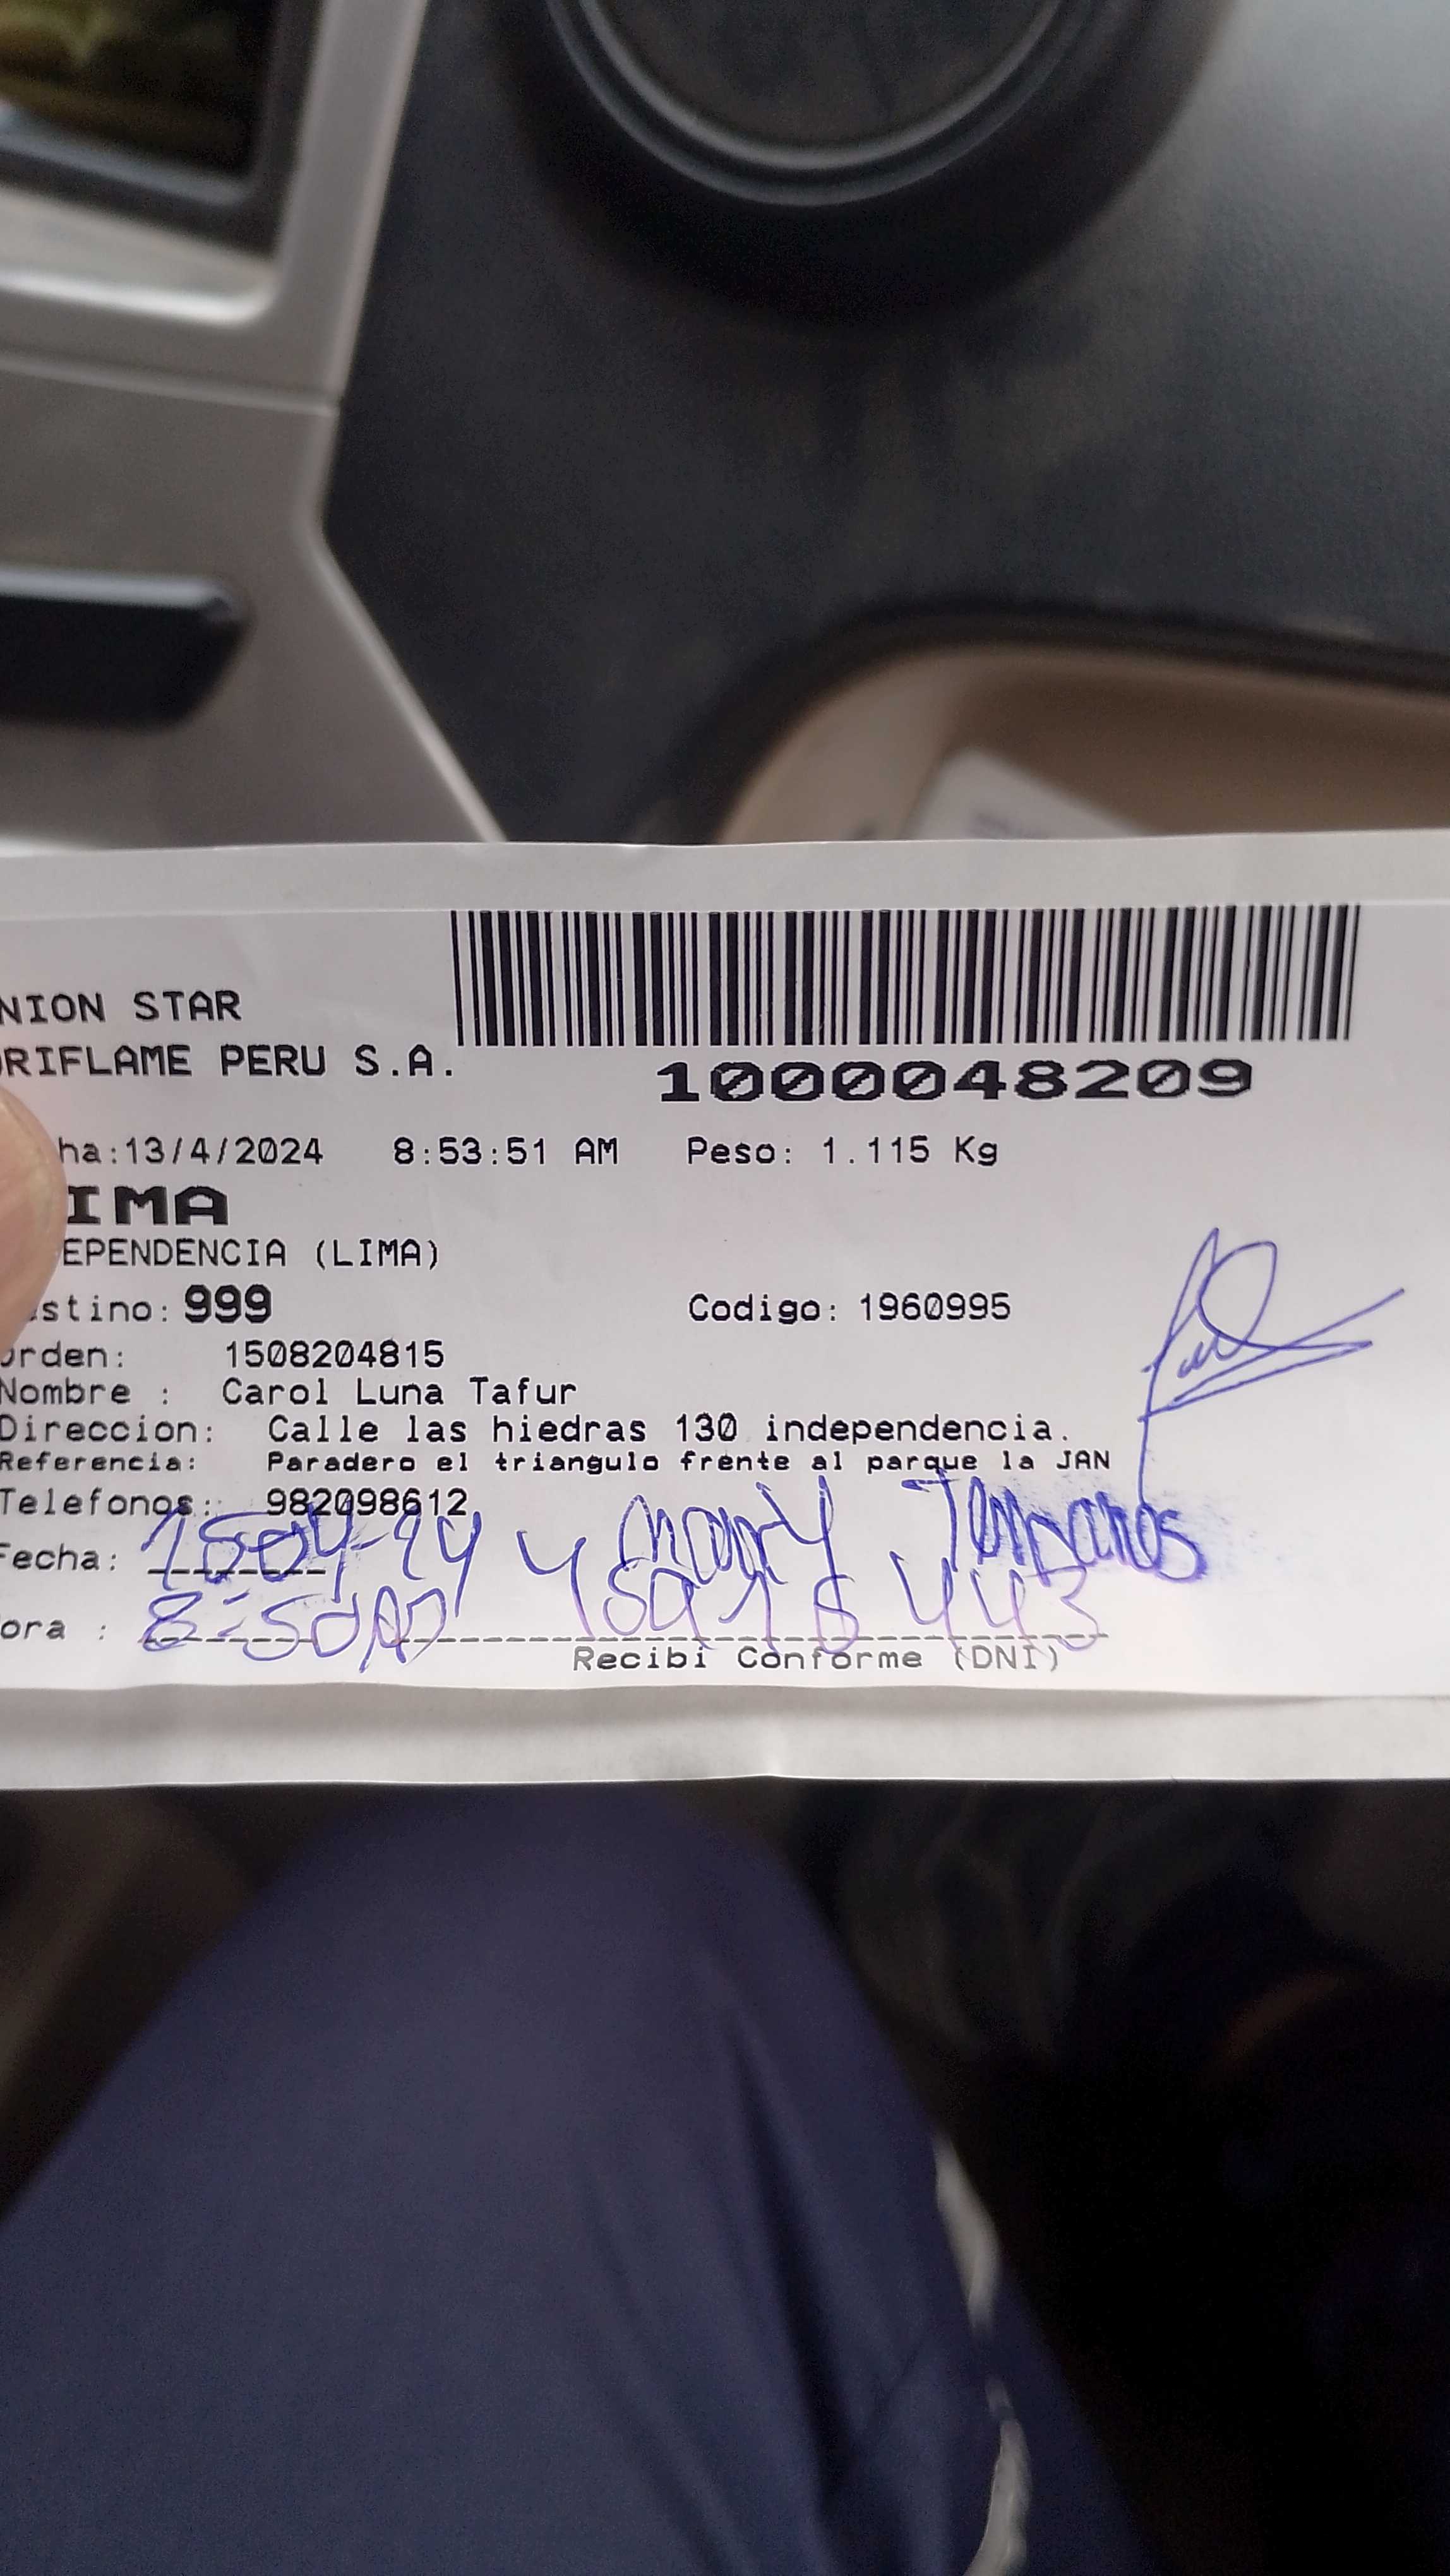 NION STAR
RIFLAME PERU S.A.
1000048209
ha:13/4/2024 8:53:51 AM Peso: 1.115 Kg
IMA
EPENDENCIA (LIMA)
stino: 999 Codigo: 1960995
rden: 1508204815
Nombre : Carol Luna Tafur
Direccion: Calle las hiedras 130 independencia.
Referencia: Paradero el triangulo frente al parque la JAN
Telefonos: 982098612
Fecha:
ora :
Recibi Conforme (DNI)